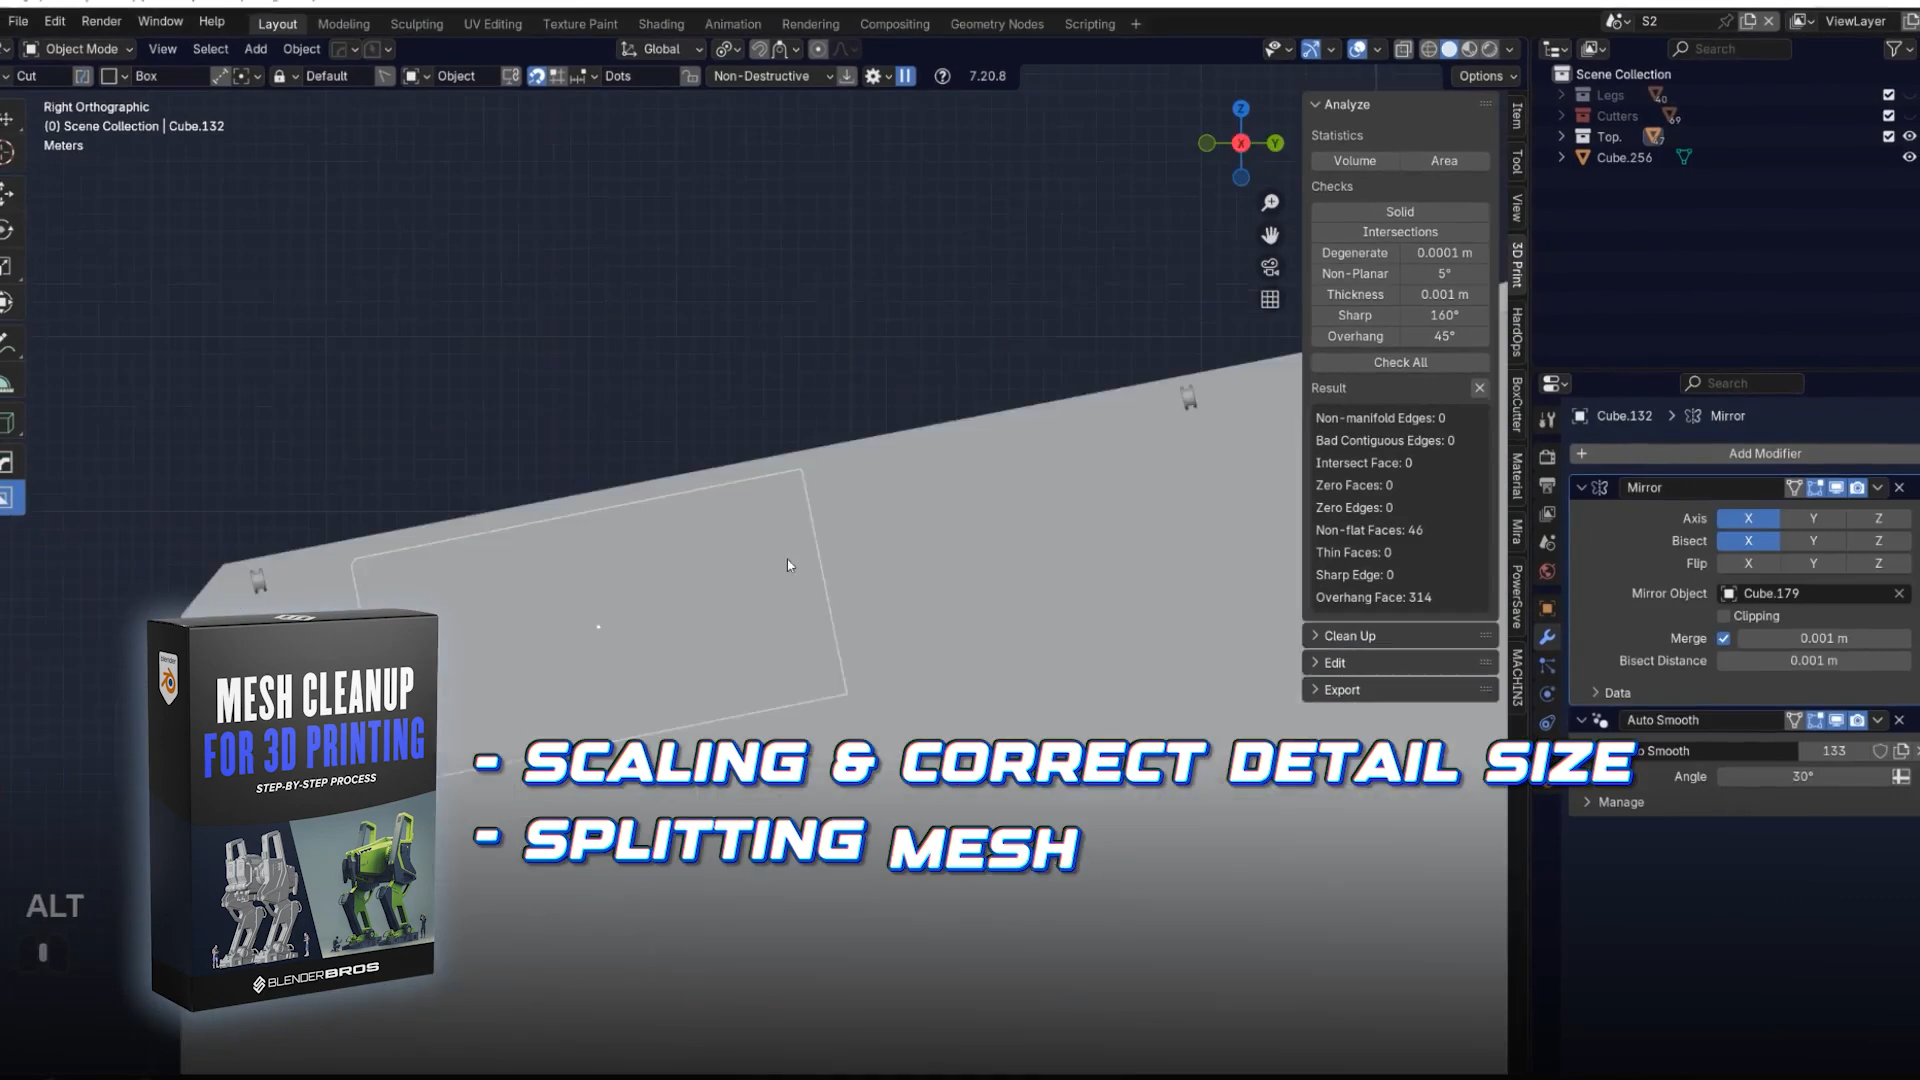 File Edit Render Window Help Layout Modeling Sculpting UV Editing Texture Paint Shading Animation Rendering Compositing Geometry Nodes Scripting + S2 ViewLayer
Object Mode View Select Add Object Global Search
Cut Box Default Object Dots Non-Destructive 7.20.8 Options
Right Orthographic
(0) Scene Collection | Cube.132
Meters
Z
Y
X
Analyze
Statistics
Volume Area
Checks
Solid
Intersections
Degenerate 0.0001 m
Non-Planar 5°
Thickness 0.001 m
Sharp 160°
Overhang 45°
Check All
Result
Non-manifold Edges: 0
Bad Contiguous Edges: 0
Intersect Face: 0
Zero Faces: 0
Zero Edges: 0
Non-flat Faces: 46
Thin Faces: 0
Sharp Edge: 0
Overhang Face: 314
Clean Up
Edit
Export
Item
Tool
View
3D Print
HardOps
BoxCutter
Material
Mira
PowerSave
MACHIN3
Scene Collection
Legs 40
Cutters 69
Top. 47
Cube.256
Search
Cube.132 > Mirror
+ Add Modifier
Mirror
Axis X Y Z
Bisect X Y Z
Flip X Y Z
Mirror Object Cube.179
Clipping
Merge 0.001 m
Bisect Distance 0.001 m
Data
Auto Smooth
Smooth 133
Angle 30°
Manage
blender
MESH CLEANUP
FOR 3D PRINTING
STEP-BY-STEP PROCESS
BLENDERBROS
- SCALING & CORRECT DETAIL SIZE
- SPLITTING MESH
ALT